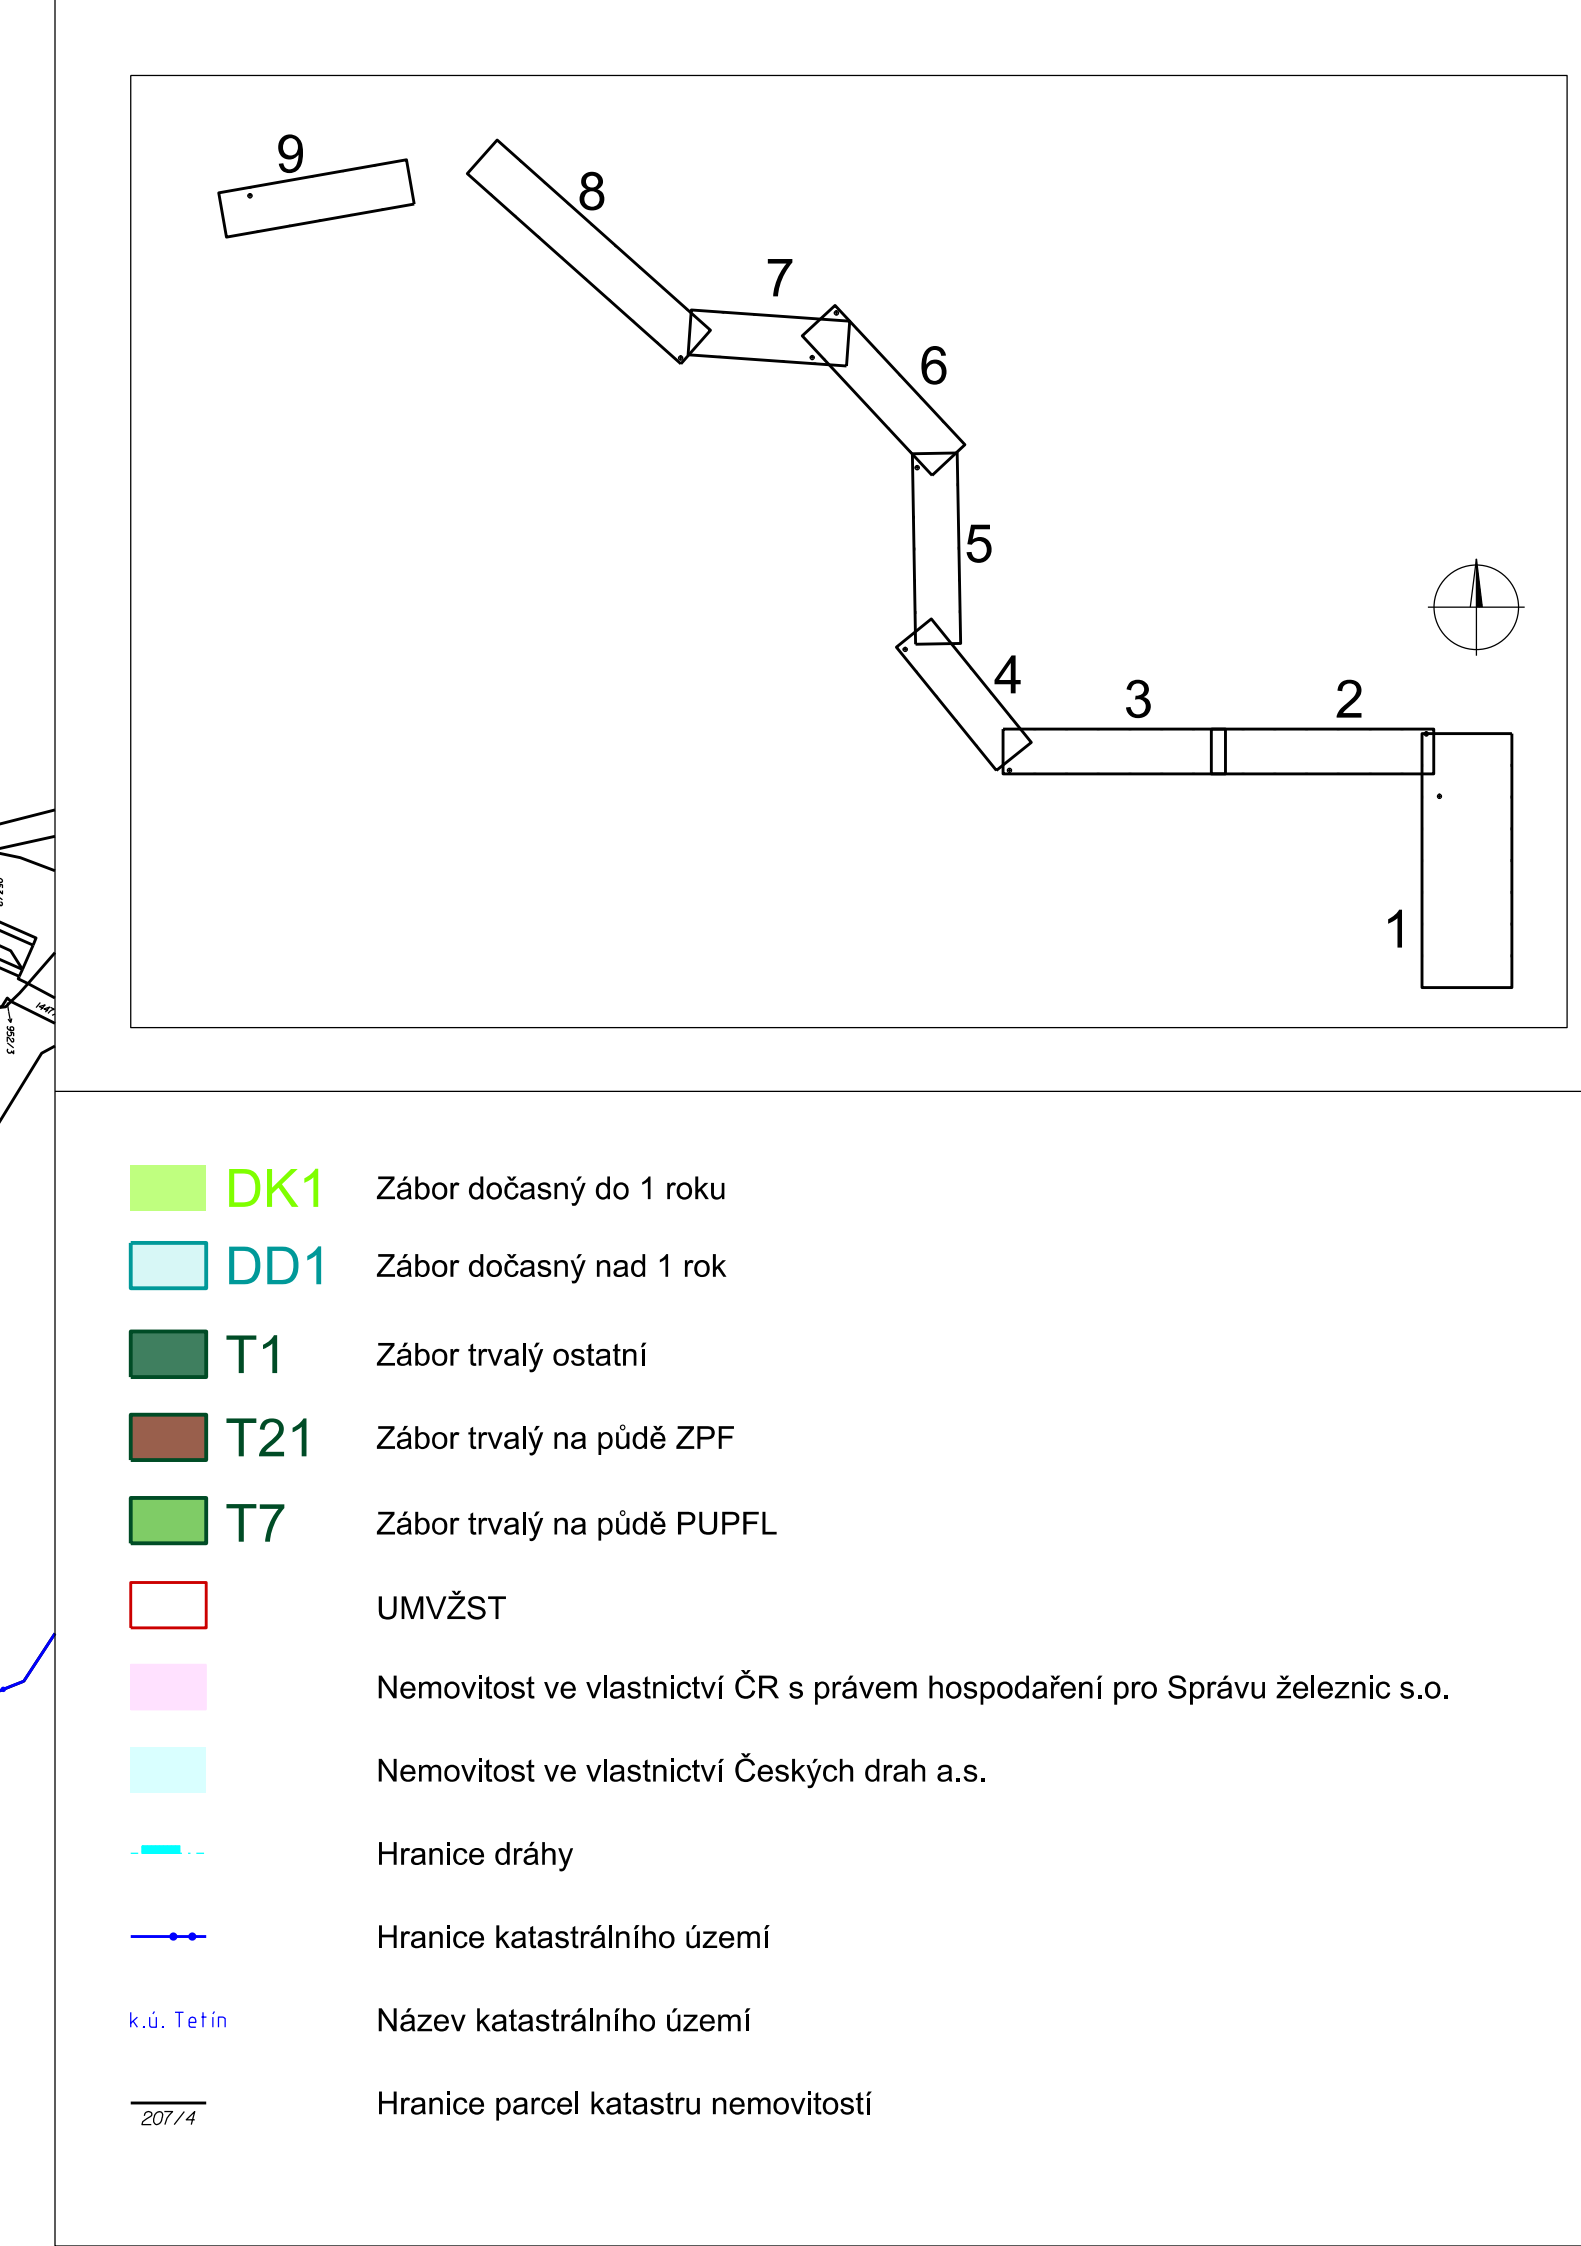 9
8
7
6
5
4
3
2
1
1447
952/3
DK1 Zábor dočasný do 1 roku
DD1 Zábor dočasný nad 1 rok
T1 Zábor trvalý ostatní
T21 Zábor trvalý na půdě ZPF
T7 Zábor trvalý na půdě PUPFL
UMVŽST
Nemovitost ve vlastnictví ČR s právem hospodaření pro Správu železnic s.o.
Nemovitost ve vlastnictví Českých drah a.s.
Hranice dráhy
Hranice katastrálního území
k.ú. Tetín Název katastrálního území
207/4 Hranice parcel katastru nemovitostí